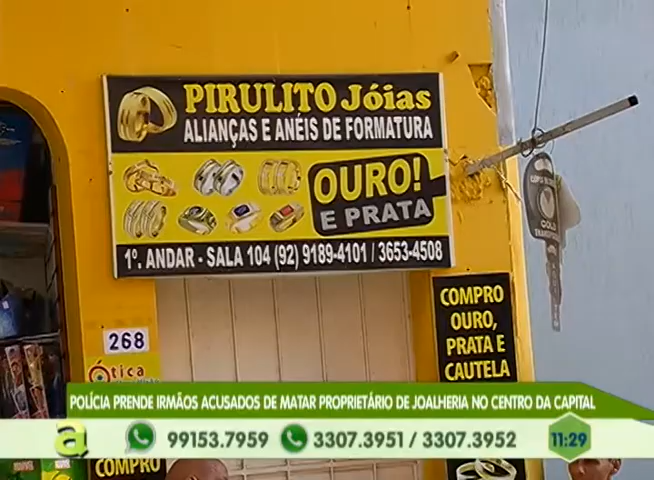 PIRULITO Jóias
ALIANÇAS E ANÉIS DE FORMATURA
OURO!
E PRATA
1º. ANDAR - SALA 104 (92) 9189-4101 / 3653-4508
COMPRO
OURO,
PRATA E
CAUTELA
268
Ótica
POLÍCIA PRENDE IRMÃOS ACUSADOS DE MATAR PROPRIETÁRIO DE JOALHERIA NO CENTRO DA CAPITAL
a 99153.7959 3307.3951 / 3307.3952 11:29
COMPRO